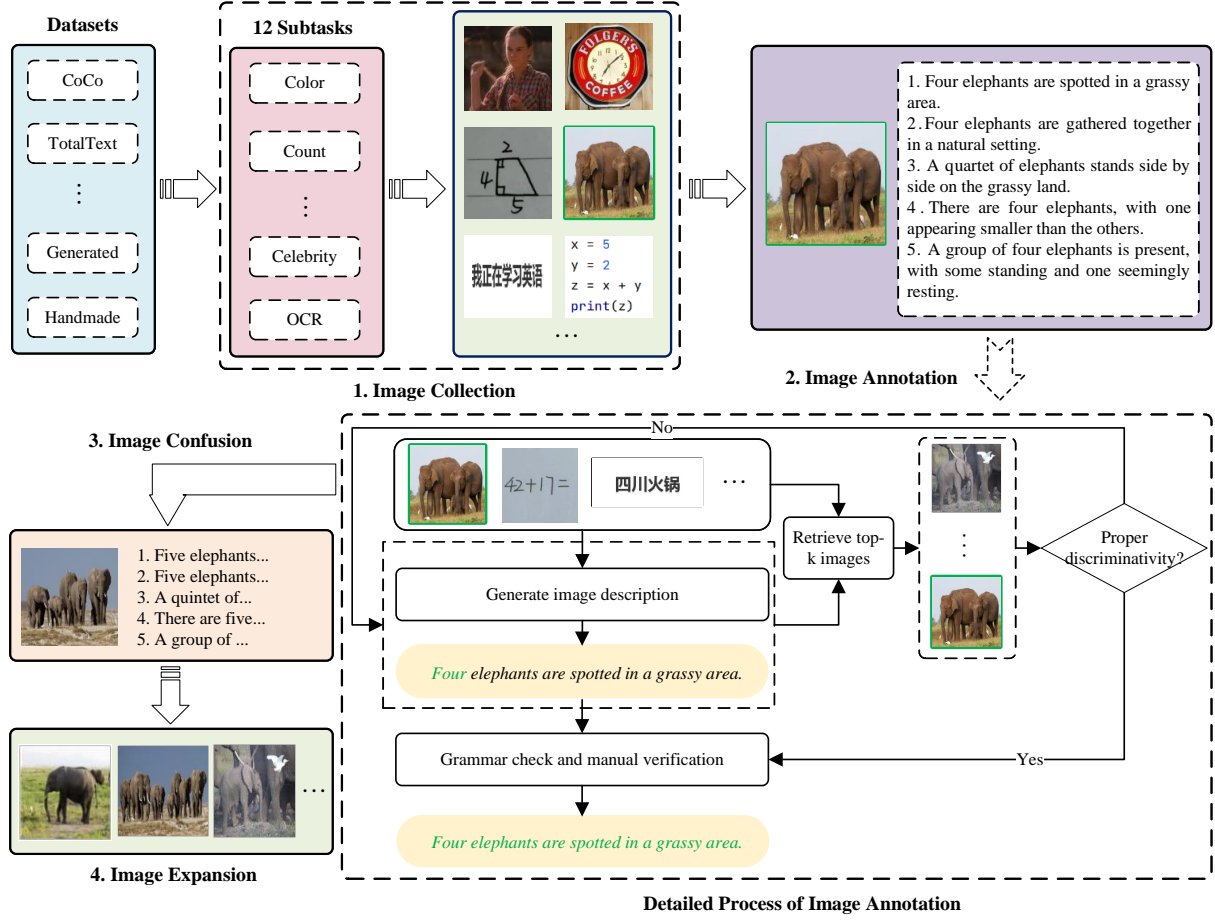 Datasets
CoCo
TotalText
⋮
Generated
Handmade
12 Subtasks
Color
Count
⋮
Celebrity
OCR
FOLGER'S
COFFEE
2
4
5
我正在学习英语
x = 5
y = 2
z = x + y
print(z)
...
1. Image Collection
1. Four elephants are spotted in a grassy
area.
2.Four elephants are gathered together
in a natural setting.
3. A quartet of elephants stands side by
side on the grassy land.
4. There are four elephants, with one
appearing smaller than the others.
5. A group of four elephants is present,
with some standing and one seemingly
resting.
2. Image Annotation
3. Image Confusion
1. Five elephants...
2. Five elephants...
3. A quintet of...
4. There are five...
5. A group of ...
...
4. Image Expansion
No
42+17=
四川火锅
...
Retrieve top-
k images
⋮
Proper
discriminativity?
Generate image description
Four elephants are spotted in a grassy area.
Grammar check and manual verification
Yes
Four elephants are spotted in a grassy area.
Detailed Process of Image Annotation